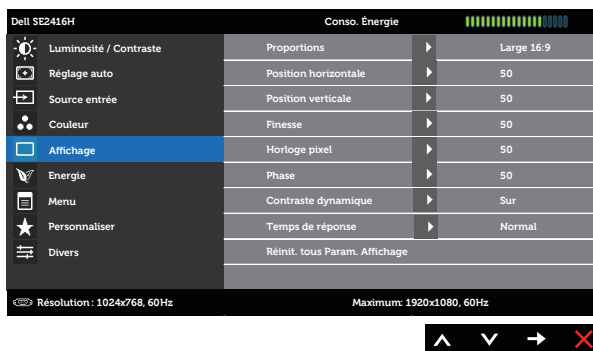 Dell SE2416H Conso. Énergie
Luminosité / Contraste Proportions Large 16:9
Réglage auto Position horizontale 50
Source entrée Position verticale 50
Couleur Finesse 50
Affichage Horloge pixel 50
Energie Phase 50
Menu Contraste dynamique Sur
Personnaliser Temps de réponse Normal
Divers Réinit. tous Param. Affichage
Résolution : 1024x768, 60Hz Maximum: 1920x1080, 60Hz